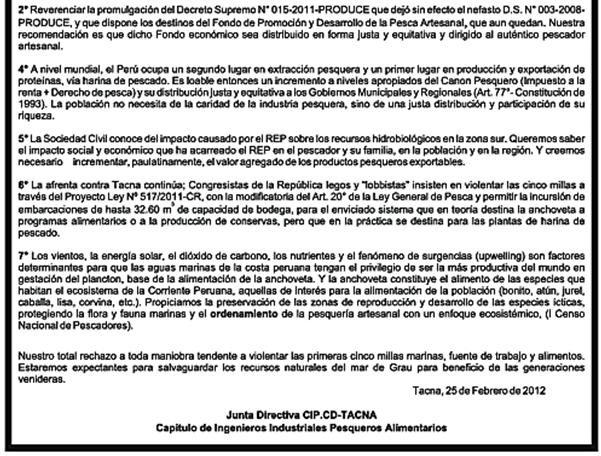 2° Reverenciar la promulgación del Decreto Supremo N° 015-2011-PRODUCE que dejó sin efecto el nefasto D.S. N° 003-2008-
PRODUCE, y que dispone los destinos del Fondo de Promoción y Desarrollo de la Pesca Artesanal, que aun quedan. Nuestra
recomendación es que dicho Fondo económico sea distribuido en forma justa y equitativa y dirigido al auténtico pescador
artesanal.
4° A nivel mundial, el Perú ocupa un segundo lugar en extracción pesquera y un primer lugar en producción y exportación de
proteínas, vía harina de pescado. Es loable entonces un incremento a niveles apropiados del Canon Pesquero (Impuesto a la
renta + Derecho de pesca) y su distribución justa y equitativa a los Gobiernos Municipales y Regionales (Art. 77°- Constitución de
1993). La población no necesita de la caridad de la industria pesquera, sino de una justa distribución y participación de su
riqueza.
5° La Sociedad Civil conoce del impacto causado por el REP sobre los recursos hidrobiológicos en la zona sur. Queremos saber
el impacto social y económico que ha acarreado el REP en el pescador y su familia, en la población y en la región. Y creemos
necesario incrementar, paulatinamente, el valor agregado de los productos pesqueros exportables.
6° La afrenta contra Tacna continúa; Congresistas de la República legos y "lobbistas" insisten en violentar las cinco millas a
través del Proyecto Ley N° 517/2011-CR, con la modificatoria del Art. 20° de la Ley General de Pesca y permitir la incursión de
embarcaciones de hasta 32.60 m³ de capacidad de bodega, para el enviciado sistema que en teoría destina la anchoveta a
programas alimentarios o a la producción de conservas, pero que en la práctica se destina para las plantas de harina de
pescado.
7° Los vientos, la energía solar, el dióxido de carbono, los nutrientes y el fenómeno de surgencias (upwelling) son factores
determinantes para que las aguas marinas de la costa peruana tengan el privilegio de ser la más productiva del mundo en
gestación del plancton, base de la alimentación de la anchoveta. Y la anchoveta constituye el alimento de las especies que
habitan el ecosistema de la Corriente Peruana, aquellas de interés para la alimentación de la población (bonito, atún, jurel,
caballa, lisa, corvina, etc.). Propiciamos la preservación de las zonas de reproducción y desarrollo de las especies ícticas,
protegiendo la flora y fauna marinas y el ordenamiento de la pesquería artesanal con un enfoque ecosistémico, (I Censo
Nacional de Pescadores).
Nuestro total rechazo a toda maniobra tendente a violentar las primeras cinco millas marinas, fuente de trabajo y alimentos.
Estaremos expectantes para salvaguardar los recursos naturales del mar de Grau para beneficio de las generaciones
venideras.
Tacna, 25 de Febrero de 2012
Junta Directiva CIP.CD-TACNA
Capitulo de Ingenieros Industriales Pesqueros Alimentarios